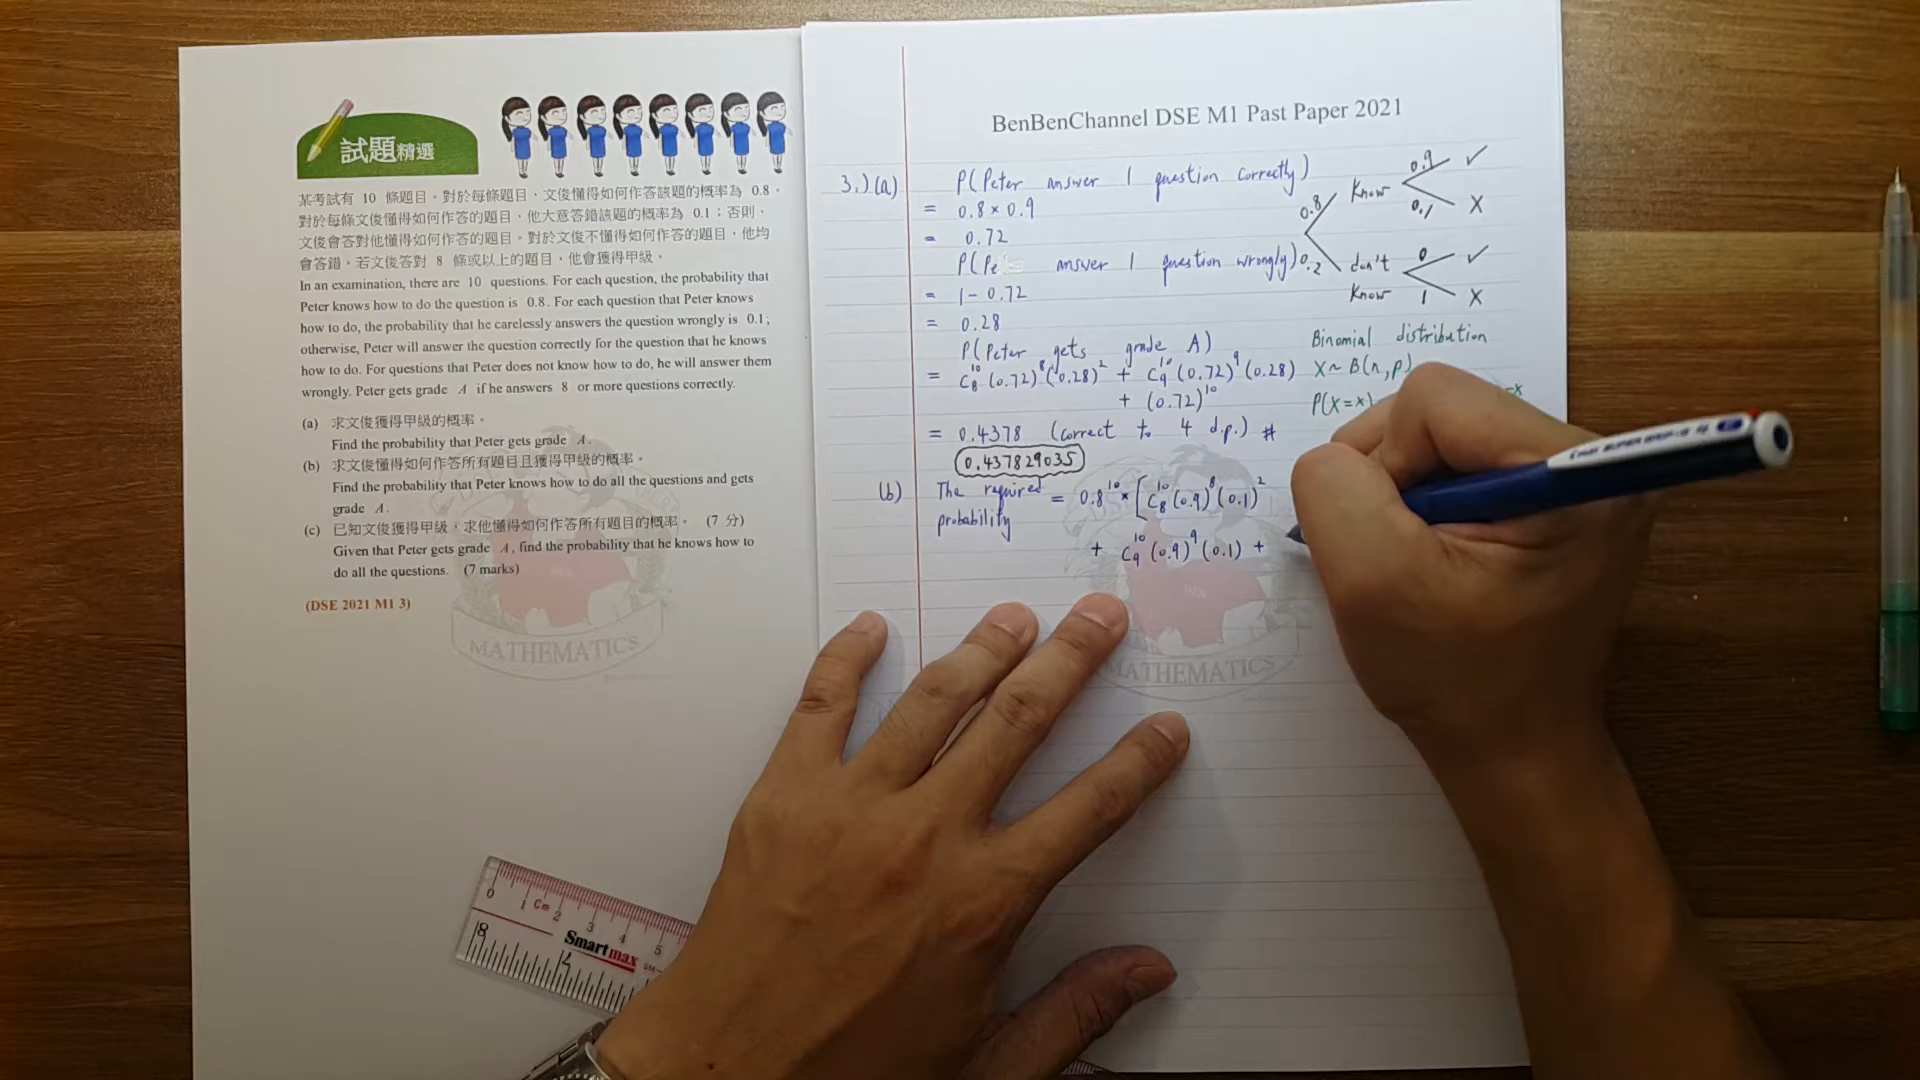 試題精選
某考試有 10 條題目。對於每條題目，文俊懂得如何作答該題的概率為 0.8。
對於每條文俊懂得如何作答的題目，他大意答錯該題的概率為 0.1；否則，
文俊會答對他懂得如何作答的題目。對於文俊不懂得如何作答的題目，他均
會答錯。若文俊答對 8 條或以上的題目，他會獲得甲級。
In an examination, there are 10 questions. For each question, the probability that
Peter knows how to do the question is 0.8. For each question that Peter knows
how to do, the probability that he carelessly answers the question wrongly is 0.1;
otherwise, Peter will answer the question correctly for the question that he knows
how to do. For questions that Peter does not know how to do, he will answer them
wrongly. Peter gets grade A if he answers 8 or more questions correctly.
(a) 求文俊獲得甲級的概率。
Find the probability that Peter gets grade A.
(b) 求文俊懂得如何作答所有題目且獲得甲級的概率。
Find the probability that Peter knows how to do all the questions and gets
grade A.
(c) 已知文俊獲得甲級，求他懂得如何作答所有題目的概率。 (7 分)
Given that Peter gets grade A, find the probability that he knows how to
do all the questions. (7 marks)
(DSE 2021 M1 3)
MATHEMATICS
BenBenChannel DSE M1 Past Paper 2021
3.)(a) P(Peter answer 1 question correctly)
= 0.8 × 0.9
= 0.72
P(Pe answer 1 question wrongly)
= 1 - 0.72
= 0.28
P(Peter gets grade A)
= C₈¹⁰(0.72)⁸(0.28)² + C₉¹⁰(0.72)⁹(0.28)
+ (0.72)¹⁰
= 0.4378 (correct to 4 d.p.) #
0.437829035
(b) The required probability = 0.8¹⁰ × [C₈¹⁰(0.9)⁸(0.1)²
+ C₉¹⁰(0.9)⁹(0.1) +
0.8 Know 0.9 ✓
0.1 X
0.2 don't know 0 ✓
1 X
Binomial distribution
X ~ B(n,p)
P(X=x)
MATHEMATICS
0 1 Cm 2 3 4 5
8 7
Smartmax